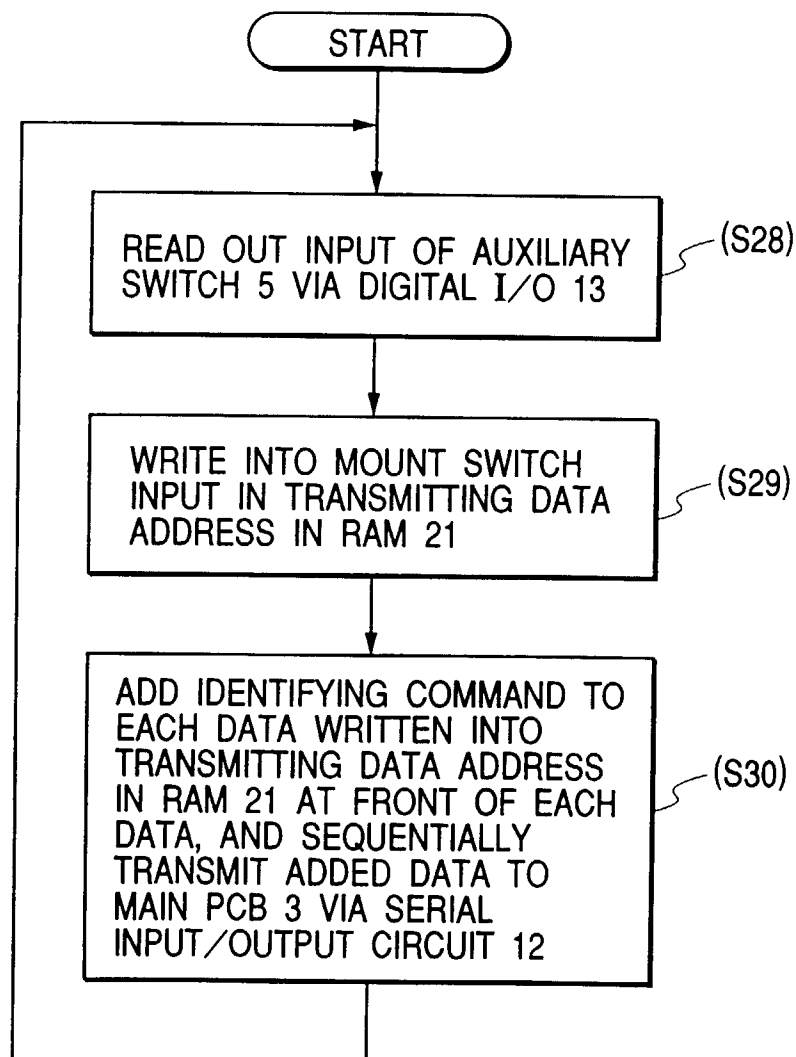 START
READ OUT INPUT OF AUXILIARY
SWITCH 5 VIA DIGITAL I/O 13
(S28)
WRITE INTO MOUNT SWITCH
INPUT IN TRANSMITTING DATA
ADDRESS IN RAM 21
(S29)
ADD IDENTIFYING COMMAND TO
EACH DATA WRITTEN INTO
TRANSMITTING DATA ADDRESS
IN RAM 21 AT FRONT OF EACH
DATA, AND SEQUENTIALLY
TRANSMIT ADDED DATA TO
MAIN PCB 3 VIA SERIAL
INPUT/OUTPUT CIRCUIT 12
(S30)